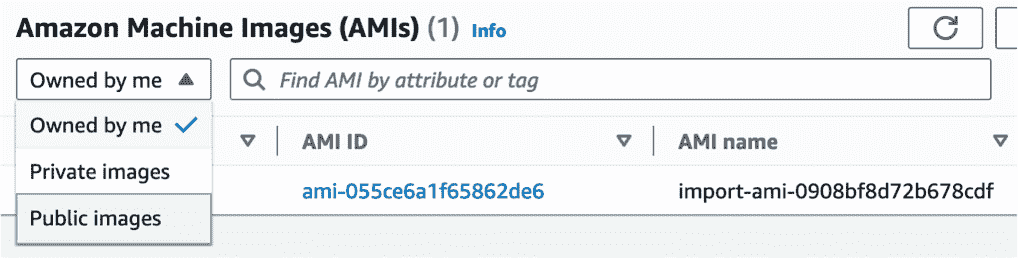 Amazon Machine Images (AMIs) (1) Info
Owned by me Find AMI by attribute or tag
Owned by me
AMI ID AMI name
Private images
ami-055ce6a1f65862de6 import-ami-0908bf8d72b678cdf
Public images